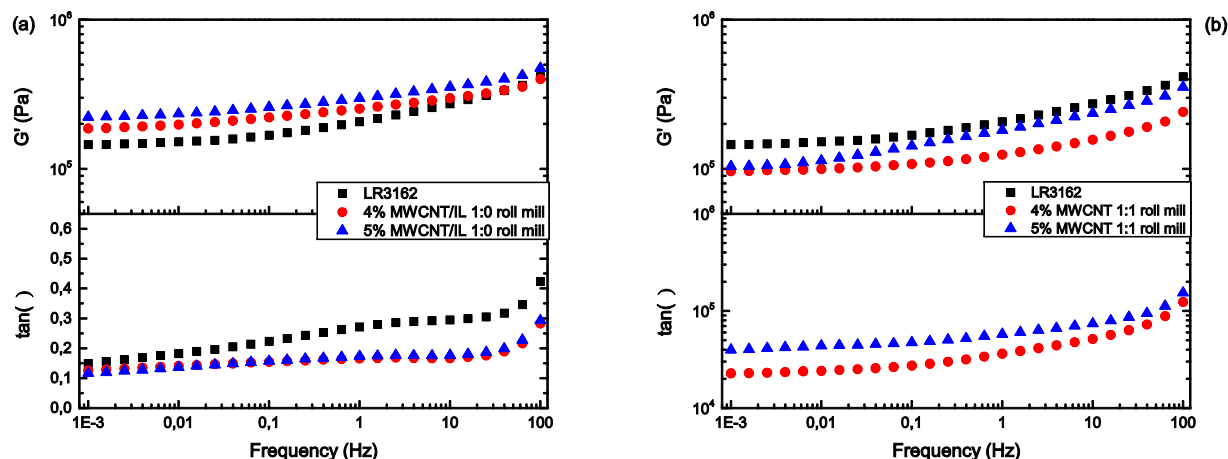 (a)
10⁶
10⁵
G' (Pa)
LR3162
4% MWCNT/IL 1:0 roll mill
5% MWCNT/IL 1:0 roll mill
0,6
0,5
0,4
0,3
0,2
0,1
0,0
tan( )
1E-3 0,01 0,1 1 10 100
Frequency (Hz)
(b)
10⁶
10⁵
G' (Pa)
LR3162
4% MWCNT 1:1 roll mill
5% MWCNT 1:1 roll mill
10⁶
10⁵
10⁴
tan( )
1E-3 0,01 0,1 1 10 100
Frequency (Hz)